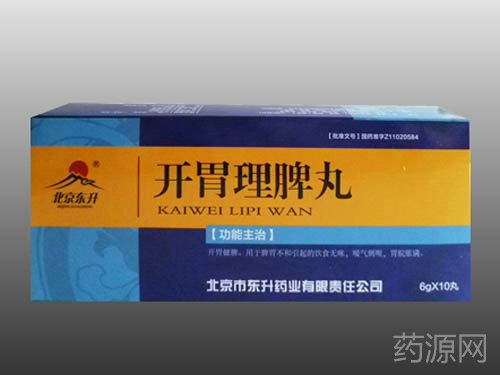 【批准文号】国药准字Z11020584
®
北京东升
BEIJING DONGSHENG
开胃理脾丸
KAIWEI LIPI WAN
【功能主治】
开胃健脾。用于脾胃不和引起的饮食无味,嗳气倒饱,胃脘胀满。
北京市东升药业有限责任公司
6gX10丸
药源网